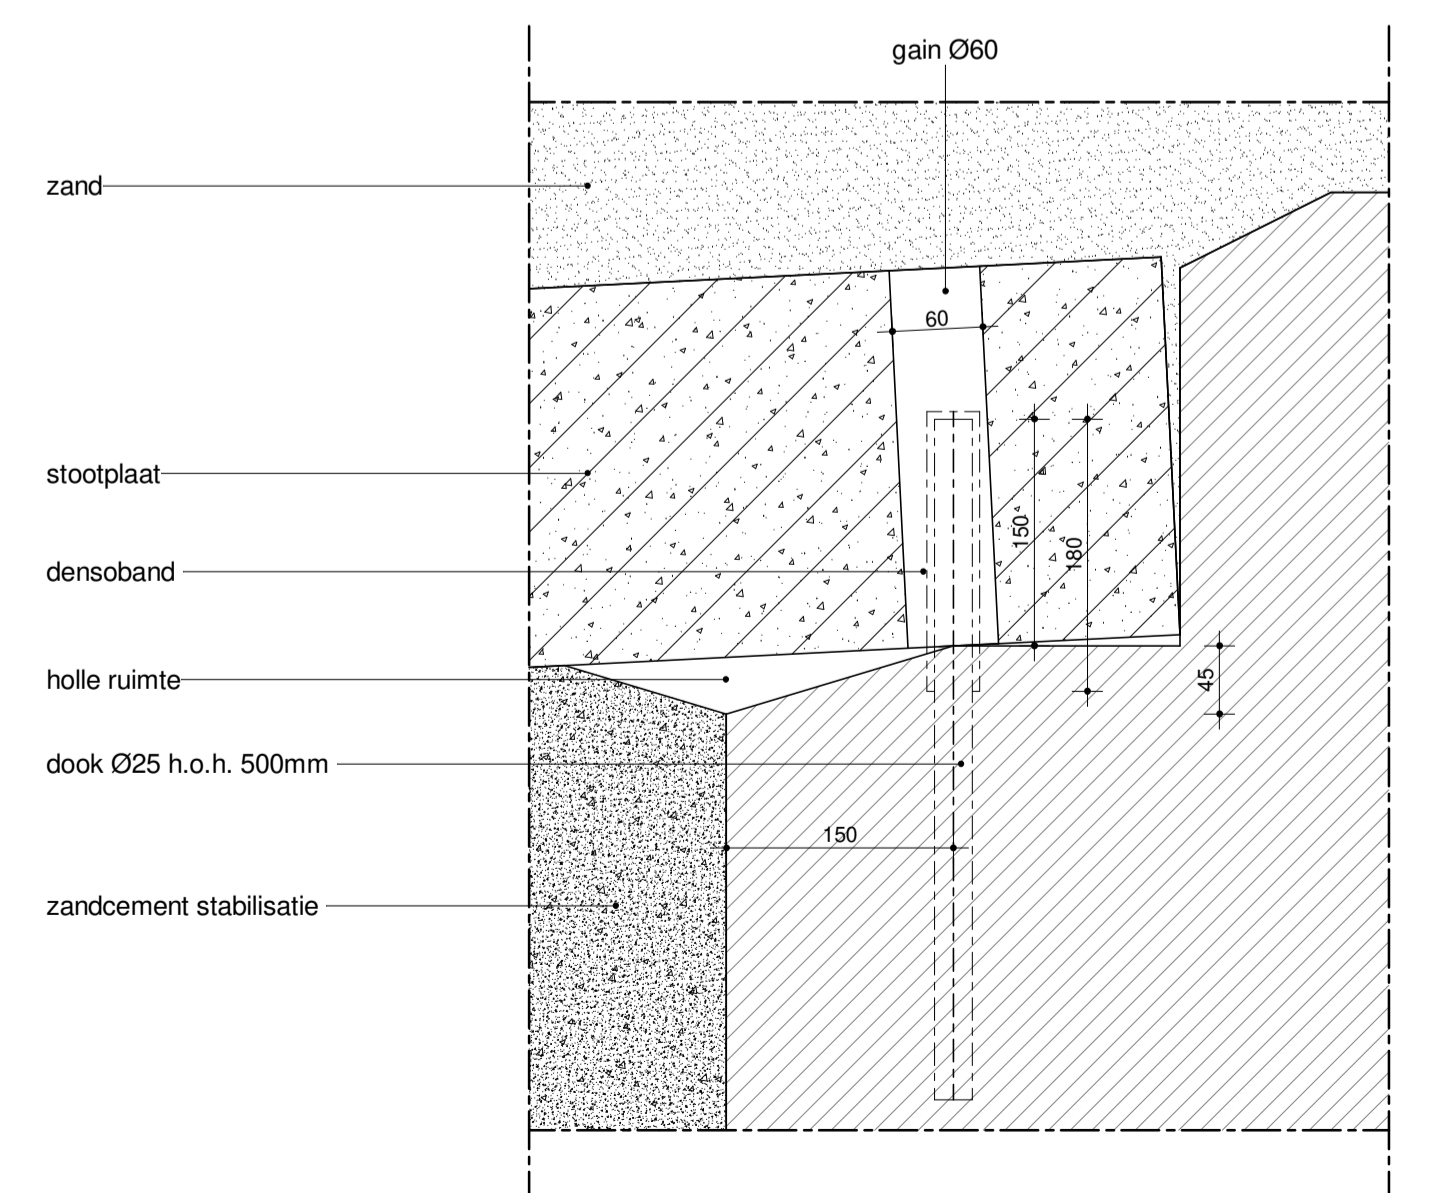 gain Ø60
zand
60
stootplaat
150
180
densoband
holle ruimte
45
dook Ø25 h.o.h. 500mm
150
zandcement stabilisatie